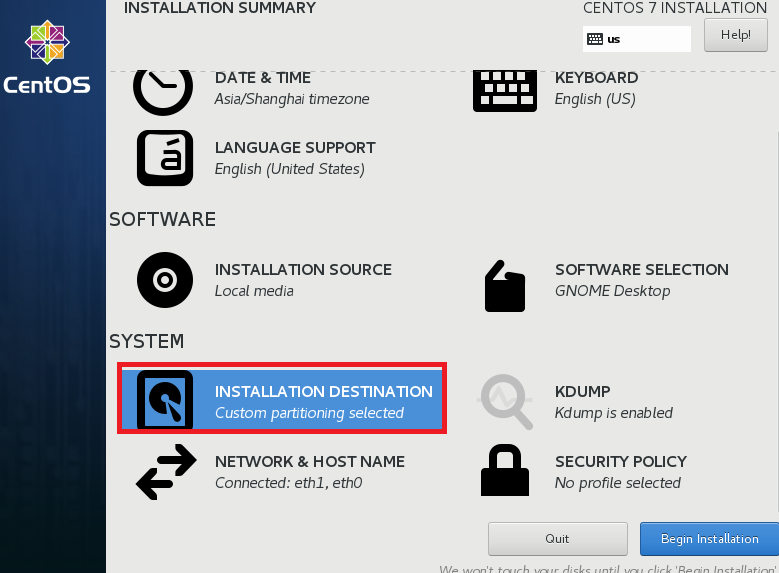 INSTALLATION SUMMARY
CENTOS 7 INSTALLATION
us
Help!
CentOS
DATE & TIME
Asia/Shanghai timezone
KEYBOARD
English (US)
LANGUAGE SUPPORT
English (United States)
SOFTWARE
INSTALLATION SOURCE
Local media
SOFTWARE SELECTION
GNOME Desktop
SYSTEM
INSTALLATION DESTINATION
Custom partitioning selected
KDUMP
Kdump is enabled
NETWORK & HOST NAME
Connected: eth1, eth0
SECURITY POLICY
No profile selected
Quit
Begin Installation
We won't touch your disks until you click 'Begin Installation'